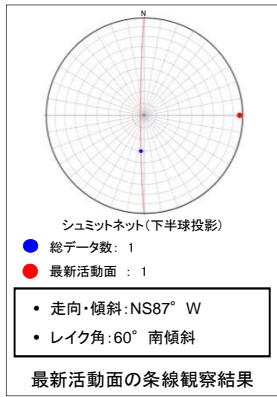 N
シュミットネット(下半球投影)
総データ数: 1
最新活動面 : 1
• 走向・傾斜:NS87° W
• レイク角:60° 南傾斜
最新活動面の条線観察結果